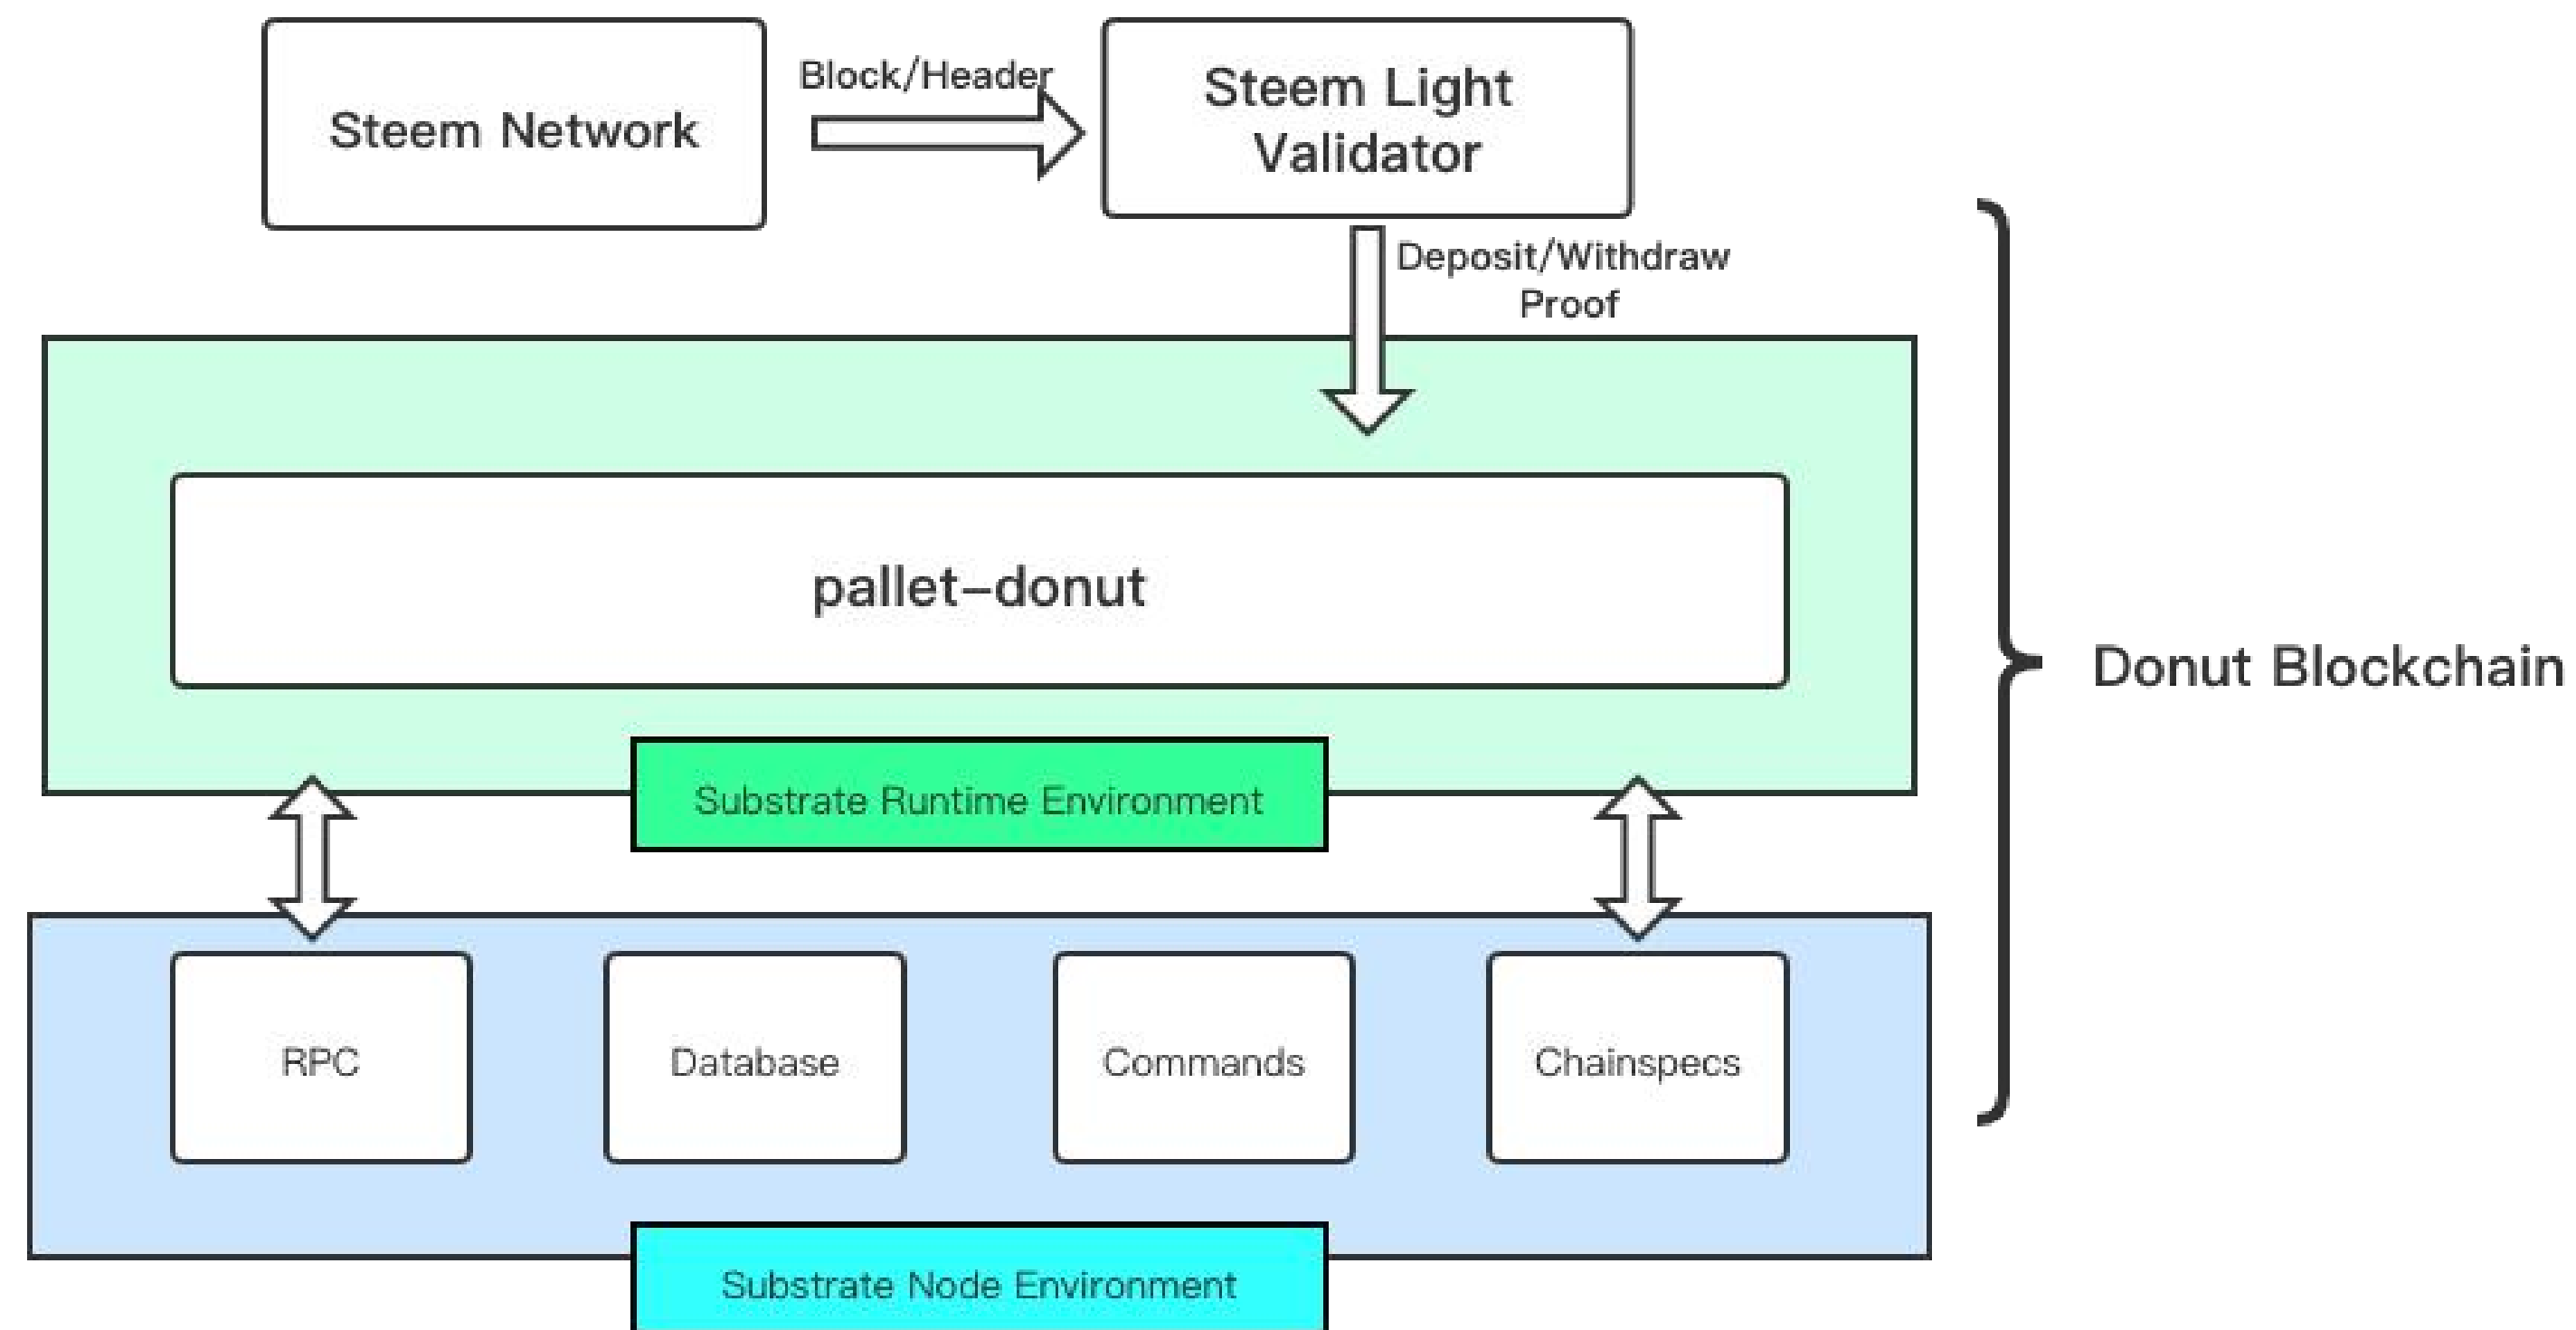 Block/Header
Steem Network
Steem Light
Validator
Deposit/Withdraw
Proof
pallet–donut
Donut Blockchain
Substrate Runtime Environment
RPC
Database
Commands
Chainspecs
Substrate Node Environment